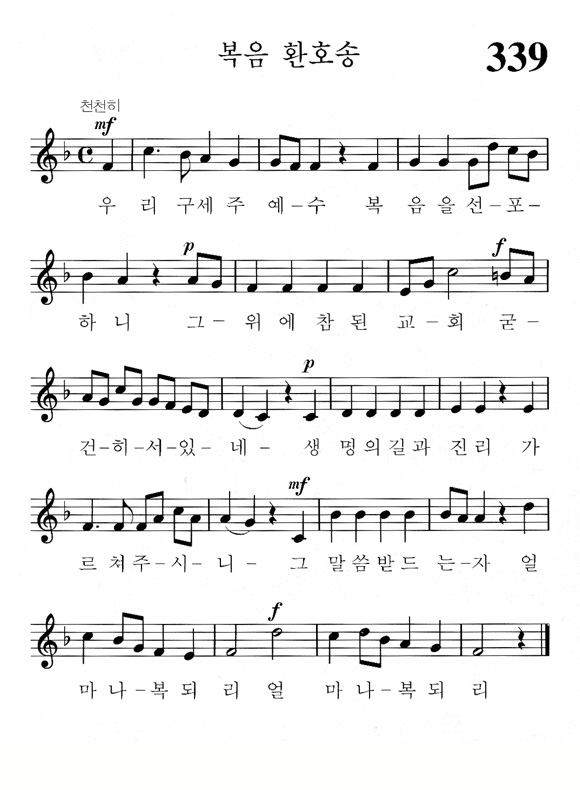 복음 환호송 339
천천히
mf
우 리 구세 주 예–수 복 음 을 선–포–
p f
하 니 그– 위 에 참 된 교 – 회 굳–
p
건–히–서–있– 네– 생 명 의 길 과 진 리 가
mf
르 쳐 주–시– 니– 그 말 씀 받 드 는–자 얼
f
마 나–복 되 리 얼 마 나–복 되 리